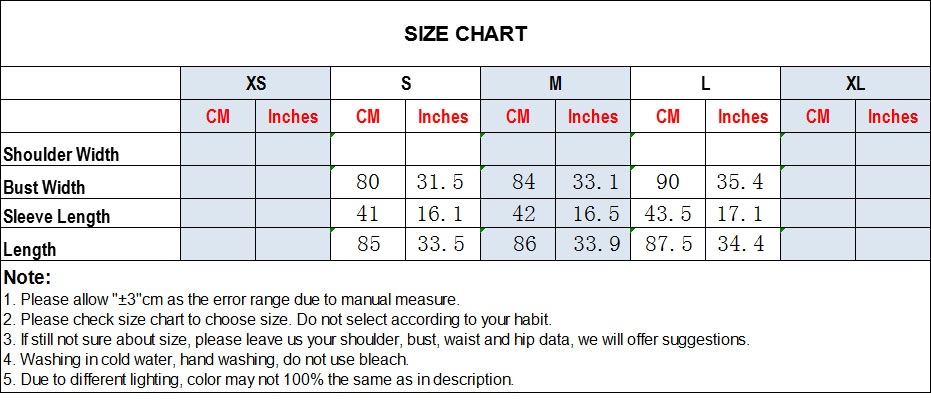 SIZE CHART
XS S M L XL
CM Inches CM Inches CM Inches CM Inches CM Inches
Shoulder Width
Bust Width 80 31.5 84 33.1 90 35.4
Sleeve Length 41 16.1 42 16.5 43.5 17.1
Length 85 33.5 86 33.9 87.5 34.4
Note:
1. Please allow "±3"cm as the error range due to manual measure.
2. Please check size chart to choose size. Do not select according to your habit.
3. If still not sure about size, please leave us your shoulder, bust, waist and hip data, we will offer suggestions.
4. Washing in cold water, hand washing, do not use bleach.
5. Due to different lighting, color may not 100% the same as in description.